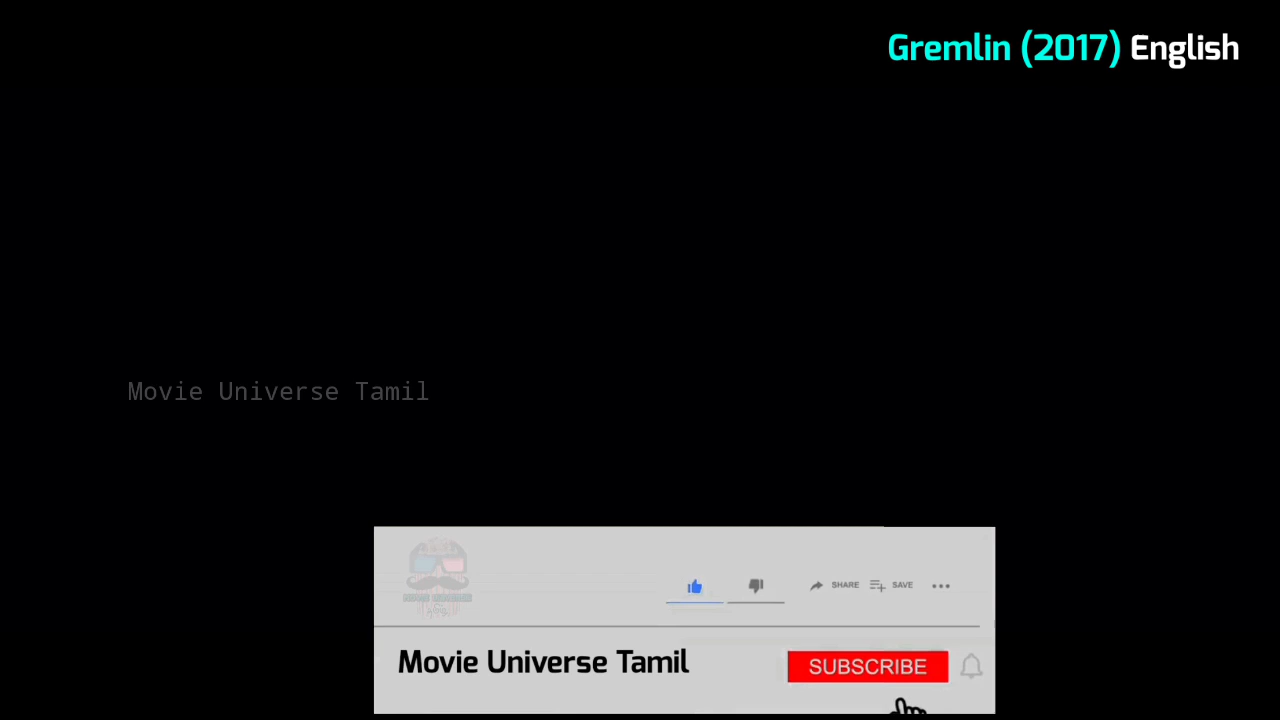 Gremlin (2017) English
Movie Universe Tamil
SHARE SAVE
Movie Universe Tamil
SUBSCRIBE